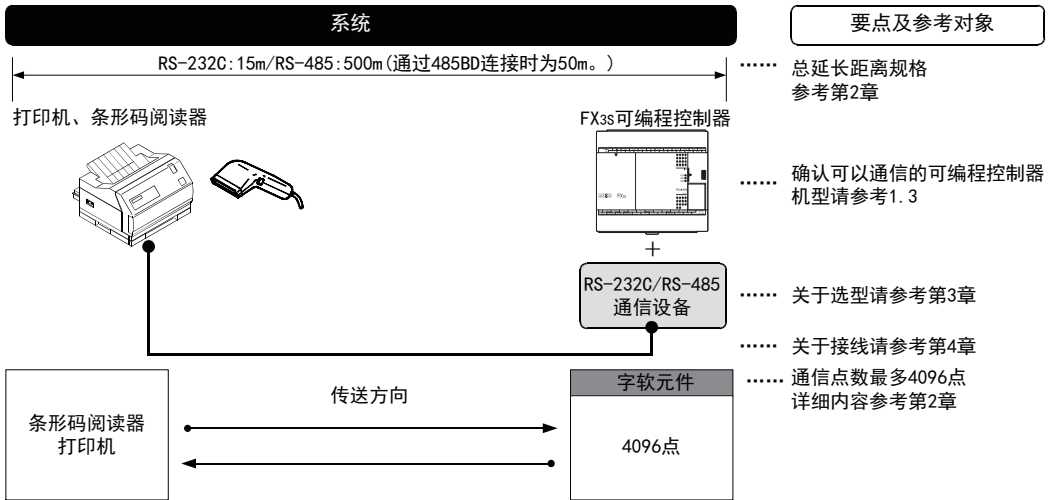 系统
要点及参考对象
RS-232C:15m/RS-485:500m(通过485BD连接时为50m。)
…… 总延长距离规格
参考第2章
打印机、条形码阅读器
FX3S可编程控制器
…… 确认可以通信的可编程控制器
机型请参考1.3
+
RS-232C/RS-485
通信设备
…… 关于选型请参考第3章
…… 关于接线请参考第4章
…… 通信点数最多4096点
详细内容参考第2章
条形码阅读器
打印机
传送方向
字软元件
4096点